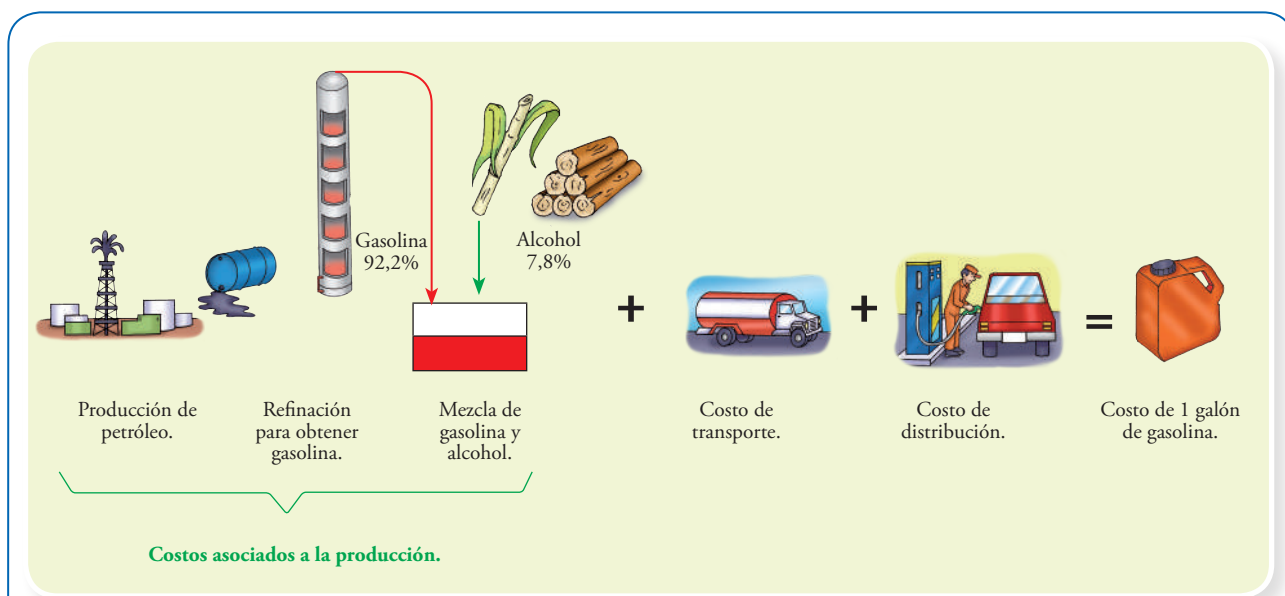 Gasolina
92,2%
Alcohol
7,8%
+
+
=
Producción de
petróleo.
Refinación
para obtener
gasolina.
Mezcla de
gasolina y
alcohol.
Costo de
transporte.
Costo de
distribución.
Costo de 1 galón
de gasolina.
Costos asociados a la producción.